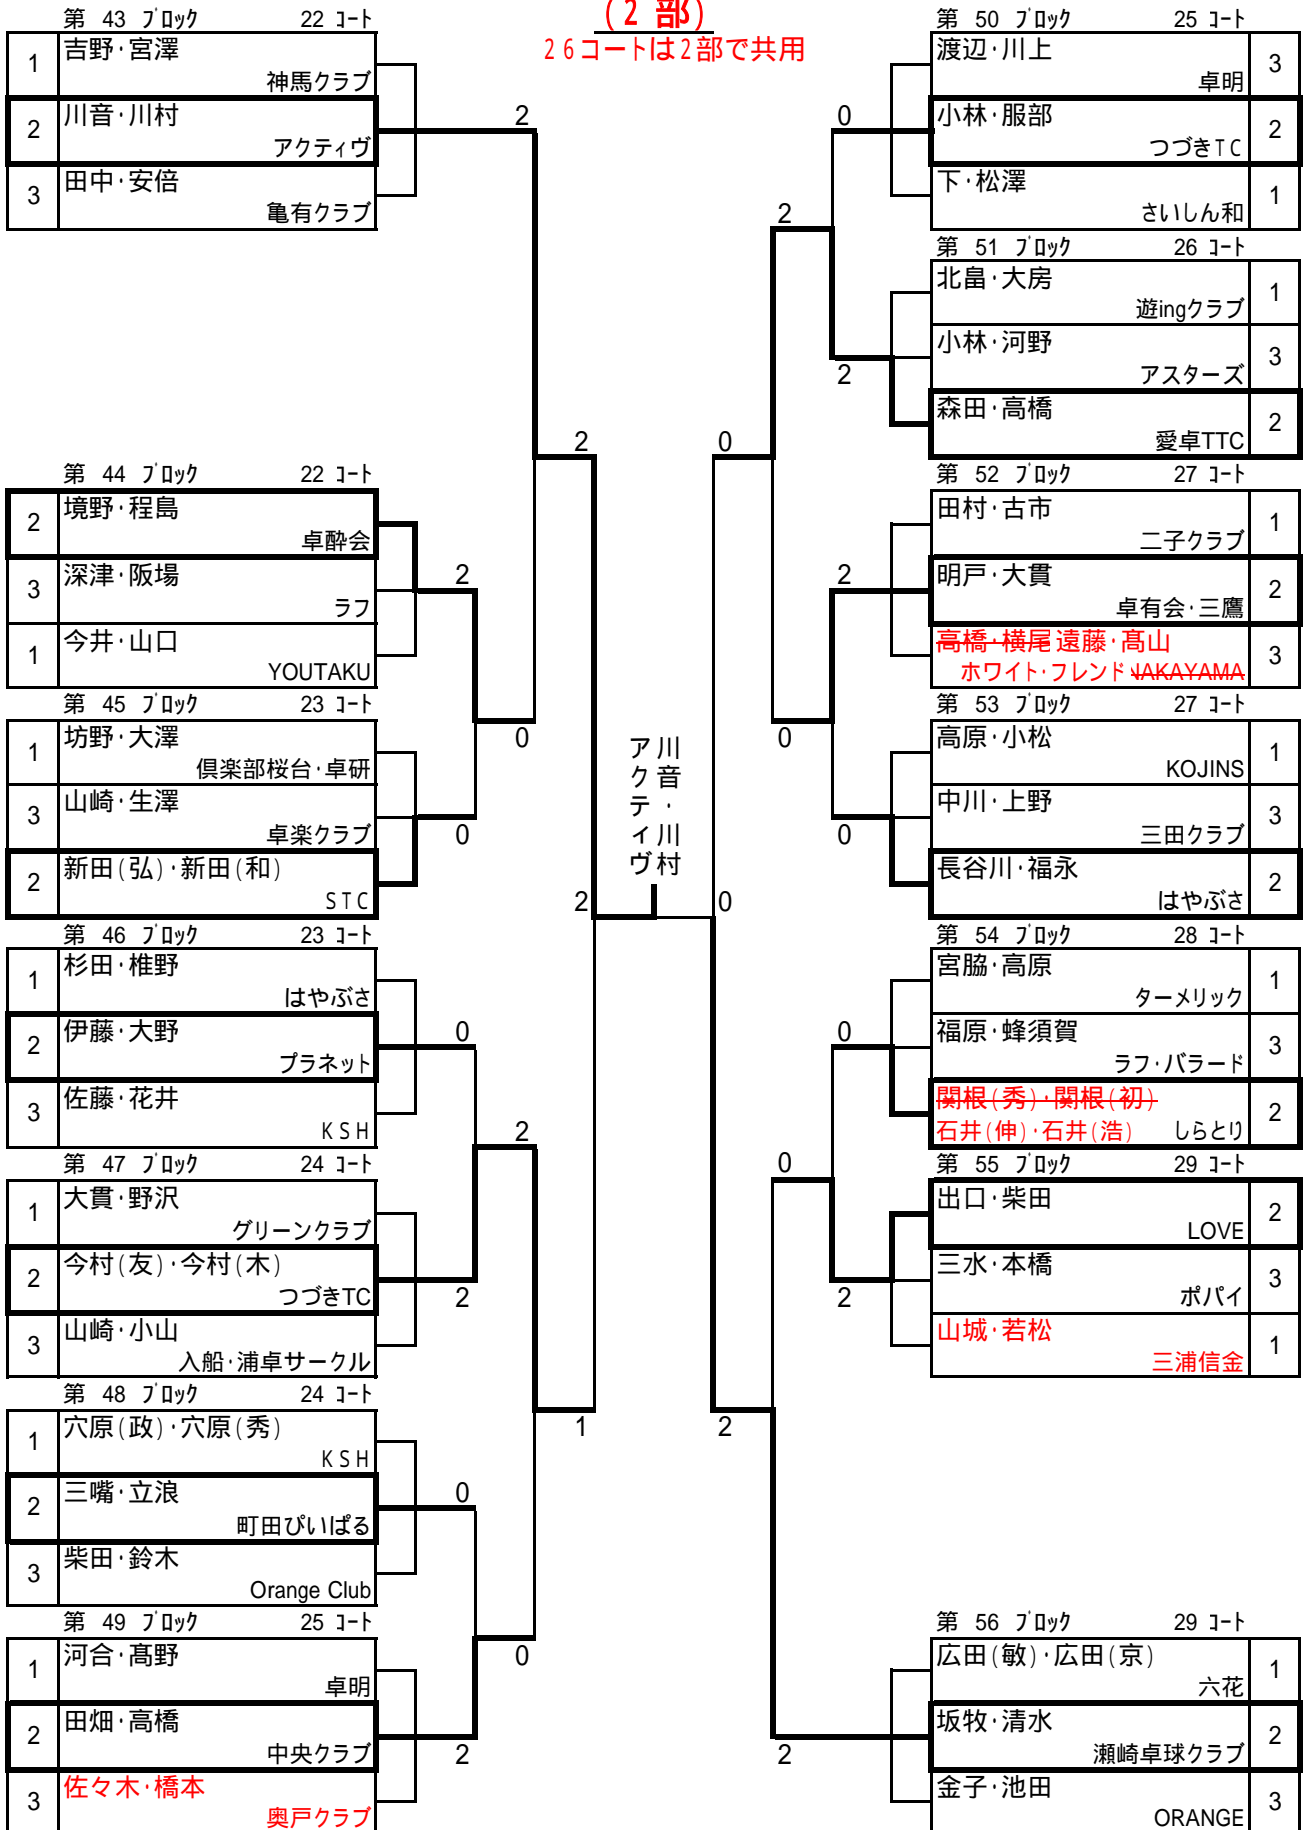 (2 部)
26コートは2部で共用
第 43 ブロック 22 コート
1 吉野・宮澤
神馬クラブ
2 川音・川村
アクティヴ
3 田中・安倍
亀有クラブ
2
第 44 ブロック 22 コート
2 境野・程島
卓酔会
3 深津・阪場
ラフ
1 今井・山口
YOUTAKU
2
2
第 45 ブロック 23 コート
1 坊野・大澤
倶楽部桜台・卓研
3 山崎・生澤
卓楽クラブ
2 新田(弘)・新田(和)
STC
0
0
第 46 ブロック 23 コート
1 杉田・椎野
はやぶさ
2 伊藤・大野
プラネット
3 佐藤・花井
KSH
0
2
第 47 ブロック 24 コート
1 大貫・野沢
グリーンクラブ
2 今村(友)・今村(木)
つづきTC
3 山崎・小山
入船・浦卓サークル
2
第 48 ブロック 24 コート
1 穴原(政)・穴原(秀)
KSH
2 三嘴・立浪
町田ぴいぱる
3 柴田・鈴木
Orange Club
1
0
第 49 ブロック 25 コート
1 河合・髙野
卓明
2 田畑・高橋
中央クラブ
3 佐々木・橋本
奥戸クラブ
0
2
川音・川村
アクティヴ
2
0
第 50 ブロック 25 コート
渡辺・川上 3
卓明
小林・服部 2
つづきTC
下・松澤 1
さいしん和
0
2
第 51 ブロック 26 コート
北畠・大房 1
遊ingクラブ
小林・河野 3
アスターズ
森田・高橋 2
愛卓TTC
2
0
第 52 ブロック 27 コート
田村・古市 1
二子クラブ
明戸・大貫 2
卓有会・三鷹
高橋・横尾 遠藤・髙山 3
ホワイト・フレンド NAKAYAMA
2
0
第 53 ブロック 27 コート
高原・小松 1
KOJINS
中川・上野 3
三田クラブ
長谷川・福永 2
はやぶさ
0
第 54 ブロック 28 コート
宮脇・高原 1
ターメリック
福原・蜂須賀 3
ラフ・バラード
関根(秀)・関根(初) 2
石井(伸)・石井(浩) しらとり
0
0
第 55 ブロック 29 コート
出口・柴田 2
LOVE
三水・本橋 3
ポパイ
山城・若松 1
三浦信金
2
2
第 56 ブロック 29 コート
広田(敏)・広田(京) 1
六花
坂牧・清水 2
瀬崎卓球クラブ
金子・池田 3
ORANGE
2